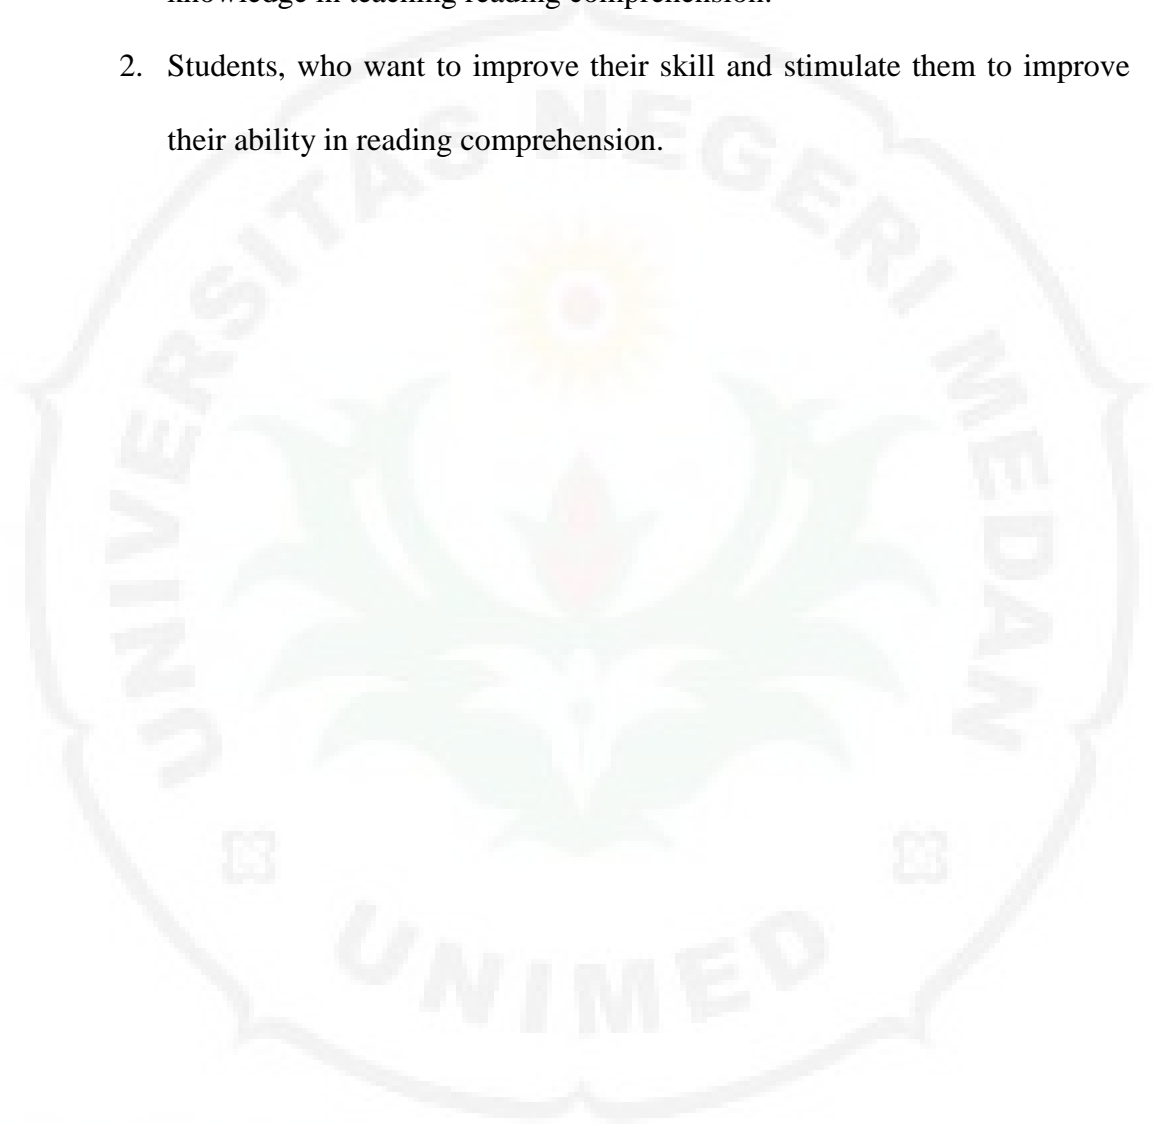 knowledge in teaching reading comprehension.
2. Students, who want to improve their skill and stimulate them to improve
their ability in reading comprehension.
UNIVERSITAS NEGERI MEDAN
UNIMED